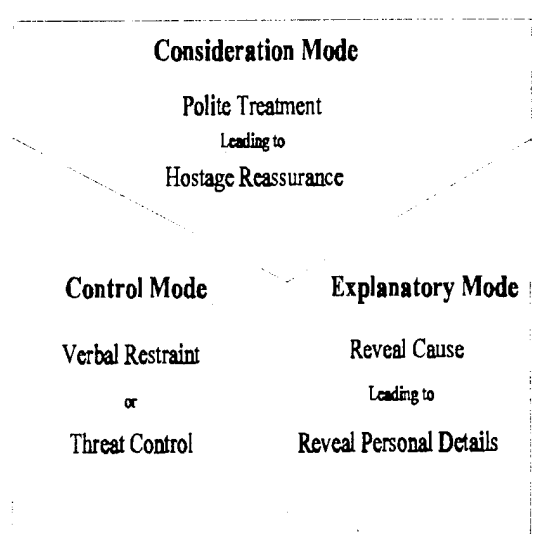 Consideration Mode
Polite Treatment
Leading to
Hostage Reassurance
Control Mode
Verbal Restraint
or
Threat Control
Explanatory Mode
Reveal Cause
Leading to
Reveal Personal Details